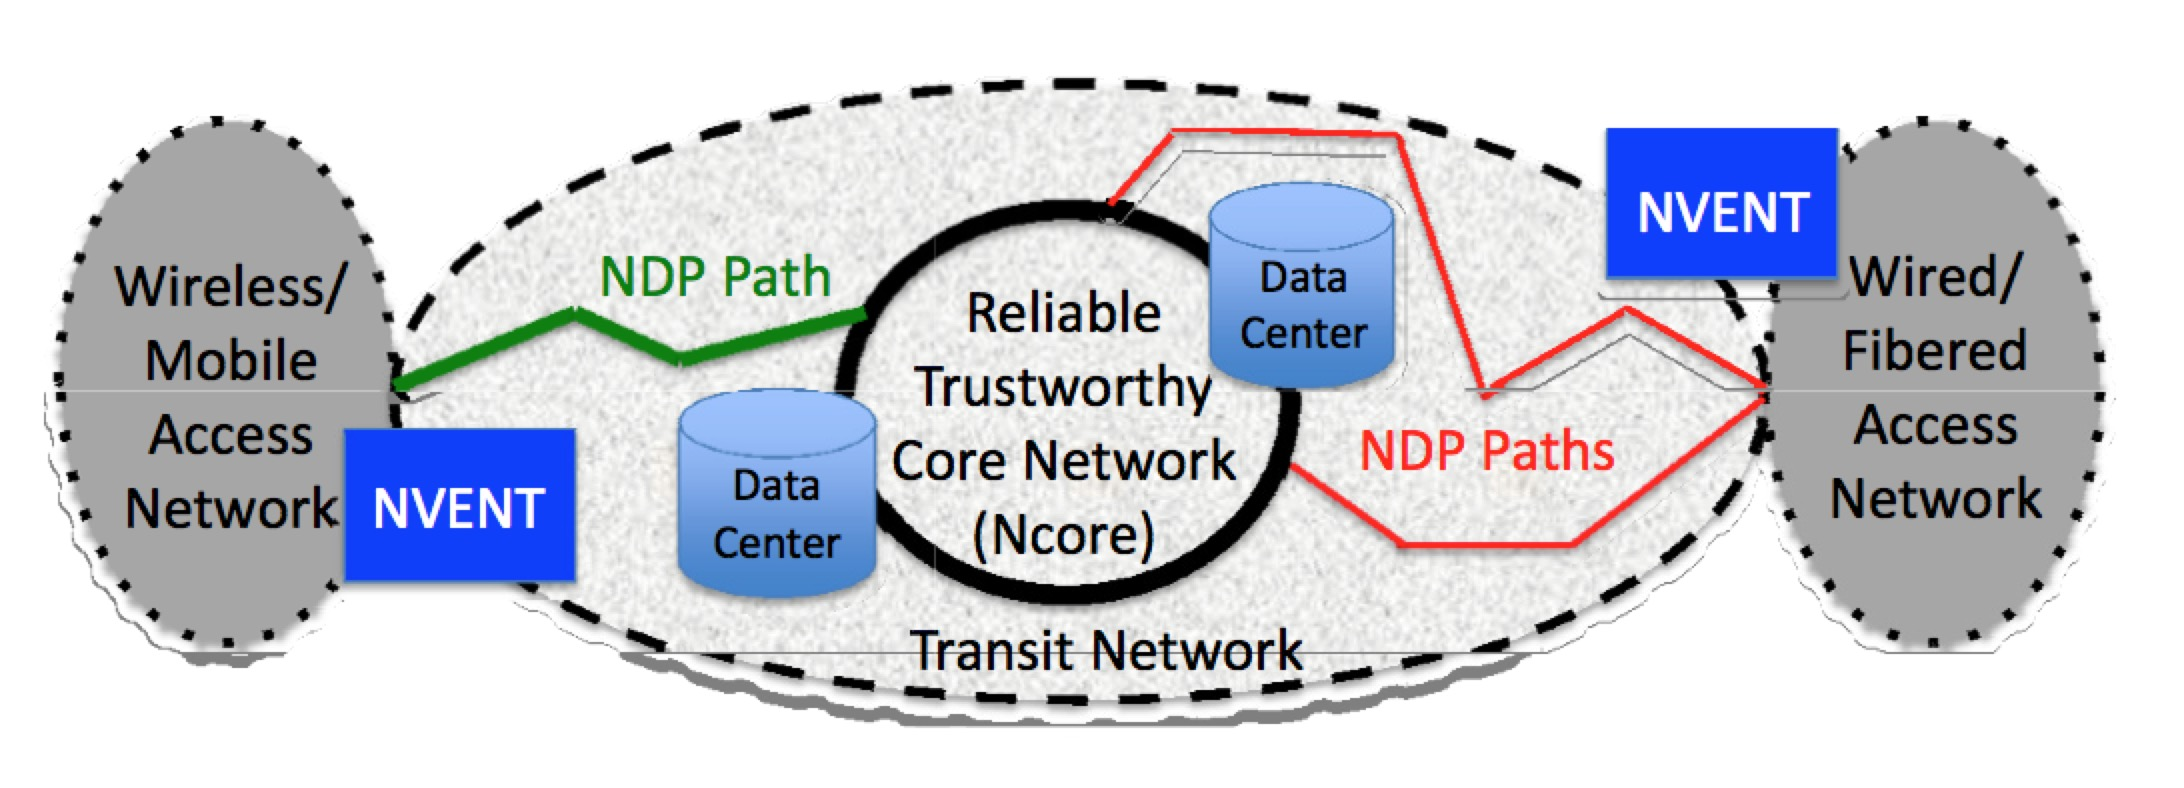 Wireless/
Mobile
Access
Network
NVENT
NDP Path
Data
Center
Reliable
Trustworthy
Core Network
(Ncore)
Data
Center
NDP Paths
Transit Network
NVENT
Wired/
Fibered
Access
Network